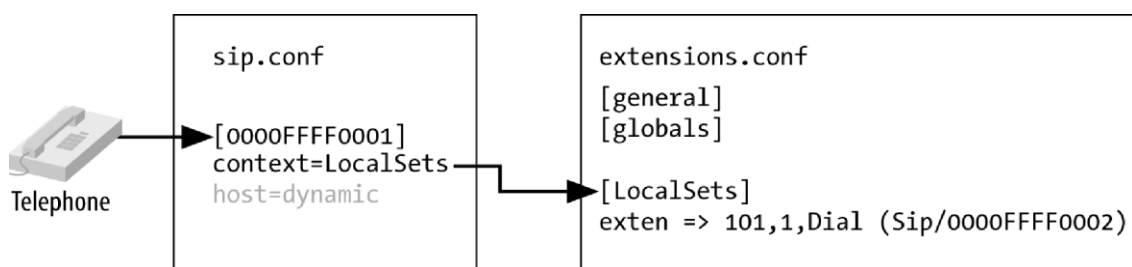 sip.conf
[0000FFFF0001]
context=LocalSets
host=dynamic
Telephone
extensions.conf
[general]
[globals]
[LocalSets]
exten => 101,1,Dial (Sip/0000FFFF0002)